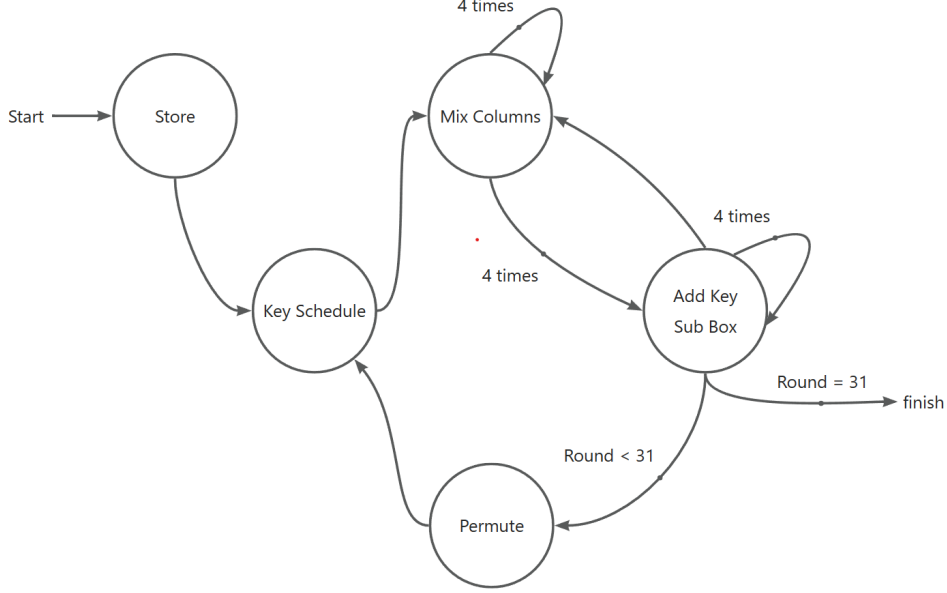 4 times
Start
Store
Mix Columns
4 times
4 times
Key Schedule
Add Key
Sub Box
Round = 31
finish
Round < 31
Permute